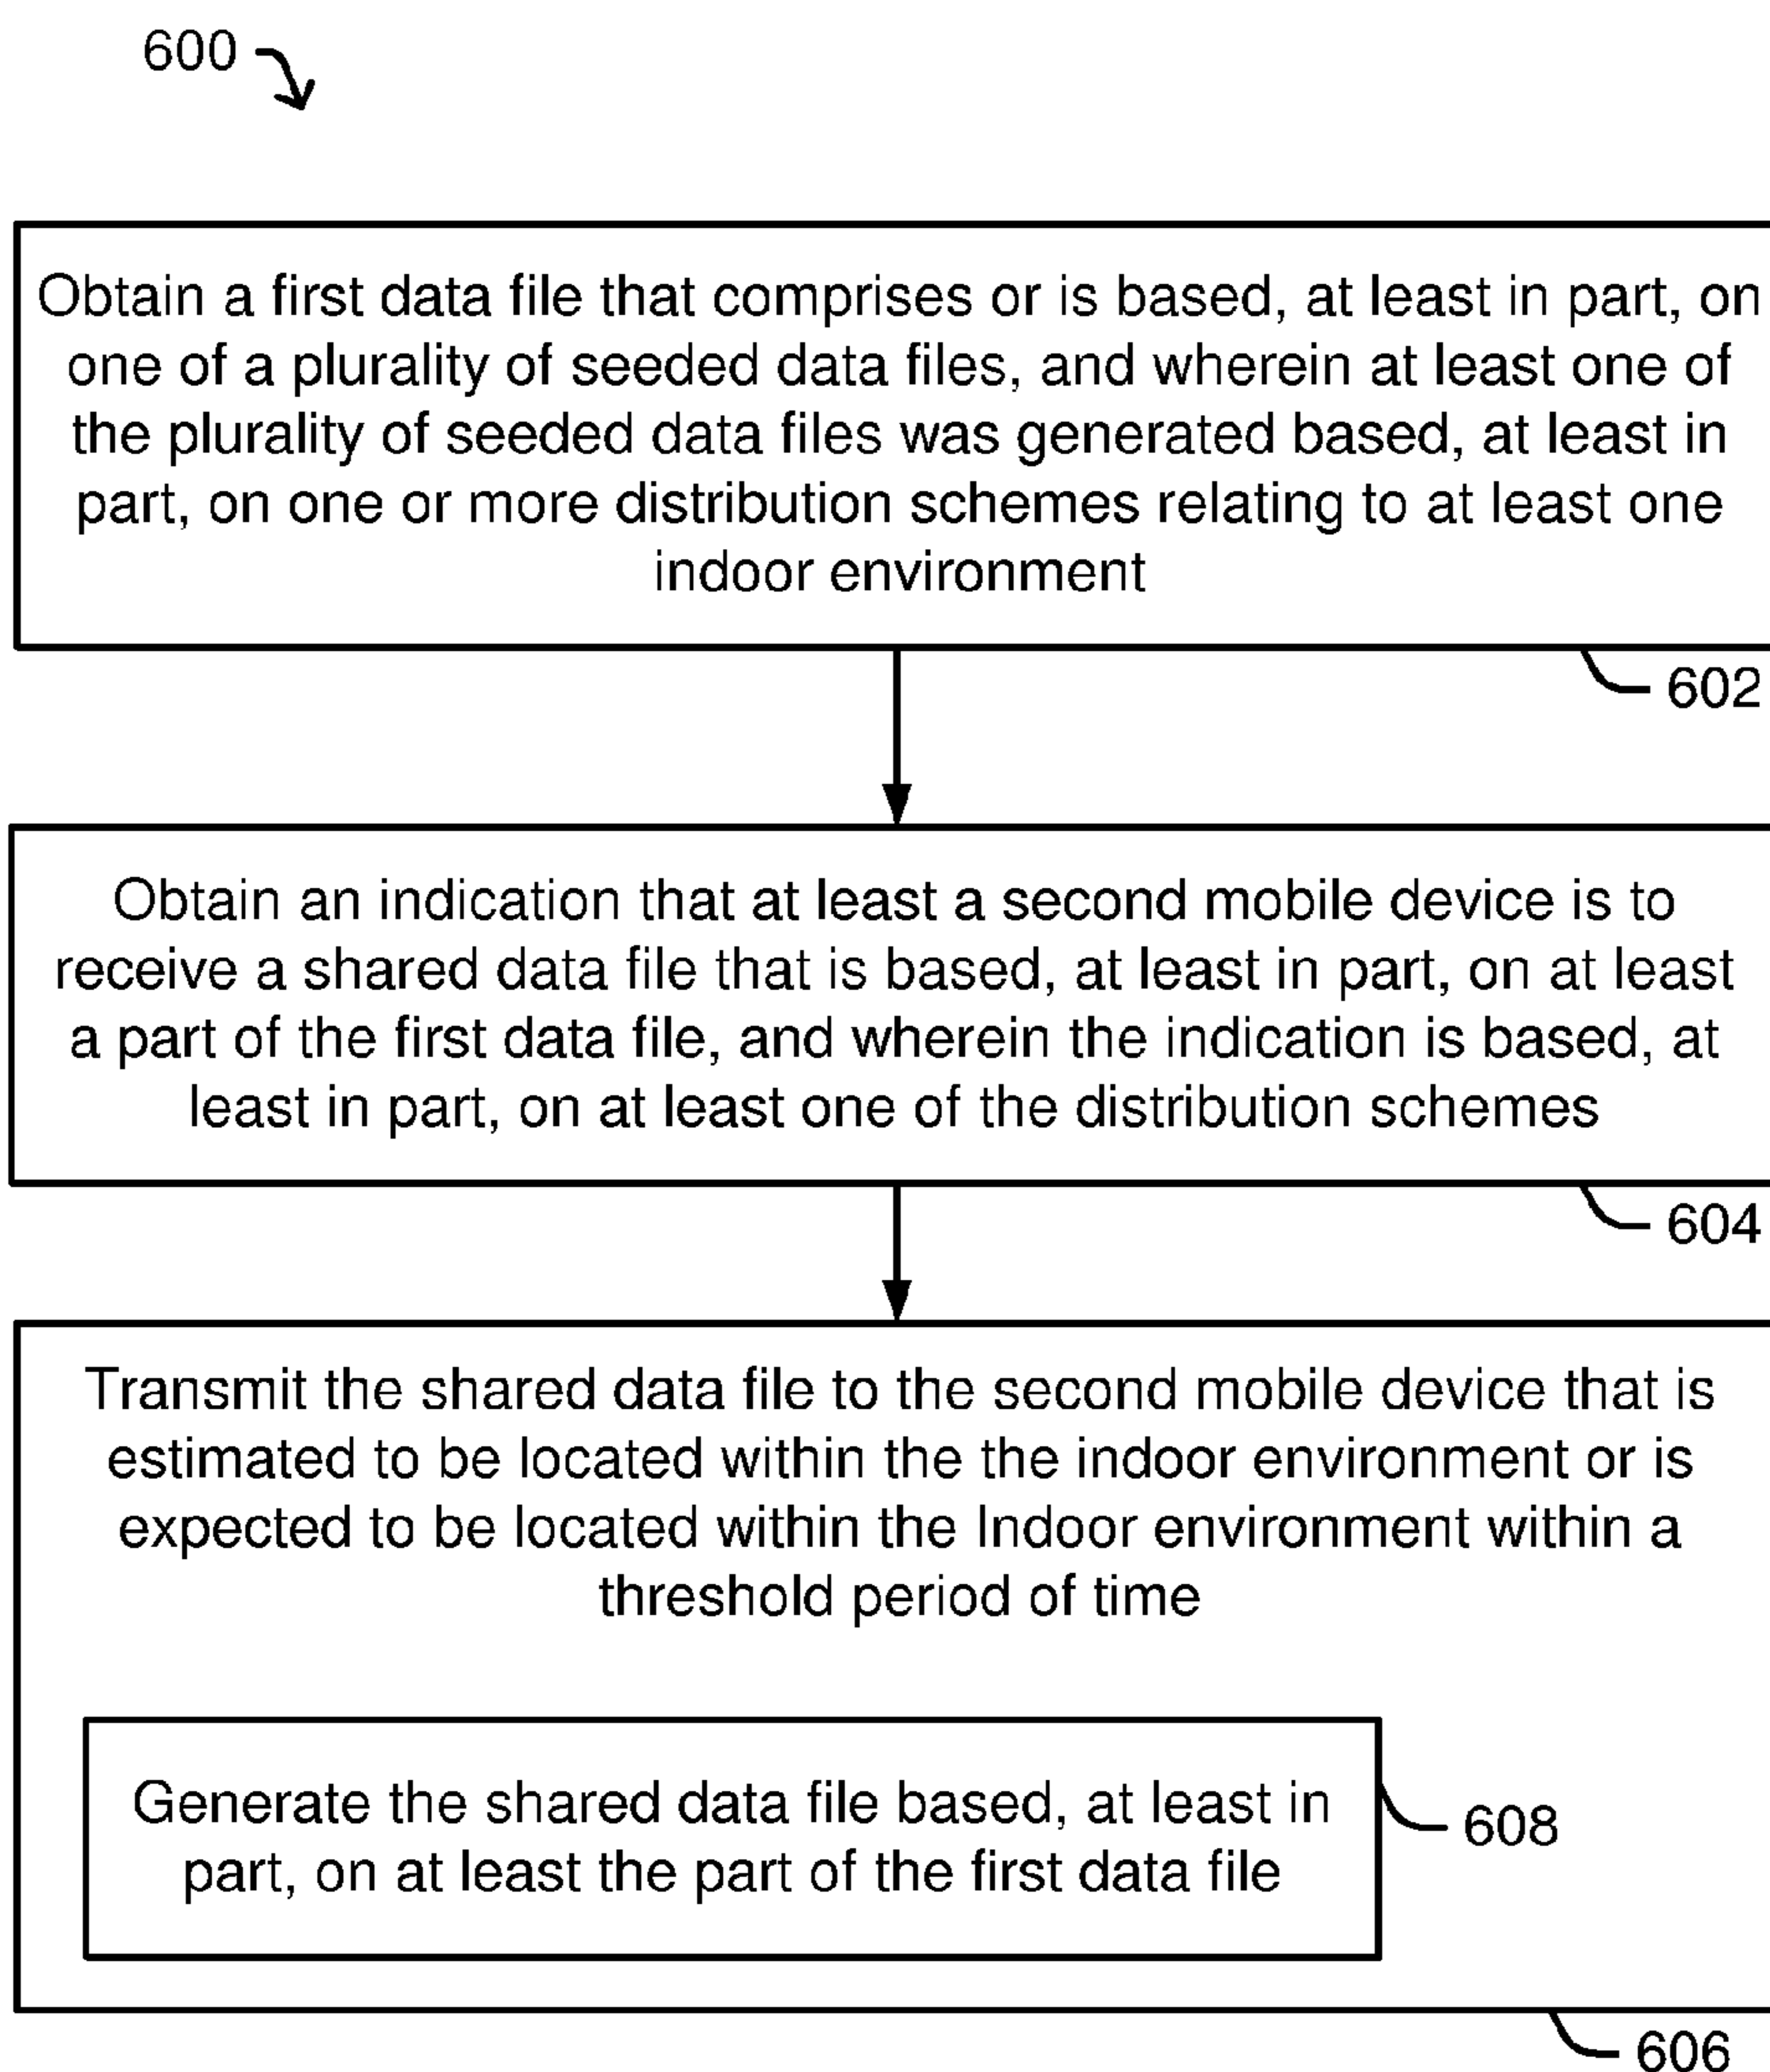 600
Obtain a first data file that comprises or is based, at least in part, on
one of a plurality of seeded data files, and wherein at least one of
the plurality of seeded data files was generated based, at least in
part, on one or more distribution schemes relating to at least one
indoor environment
602
Obtain an indication that at least a second mobile device is to
receive a shared data file that is based, at least in part, on at least
a part of the first data file, and wherein the indication is based, at
least in part, on at least one of the distribution schemes
604
Transmit the shared data file to the second mobile device that is
estimated to be located within the the indoor environment or is
expected to be located within the Indoor environment within a
threshold period of time
Generate the shared data file based, at least in
part, on at least the part of the first data file
608
606